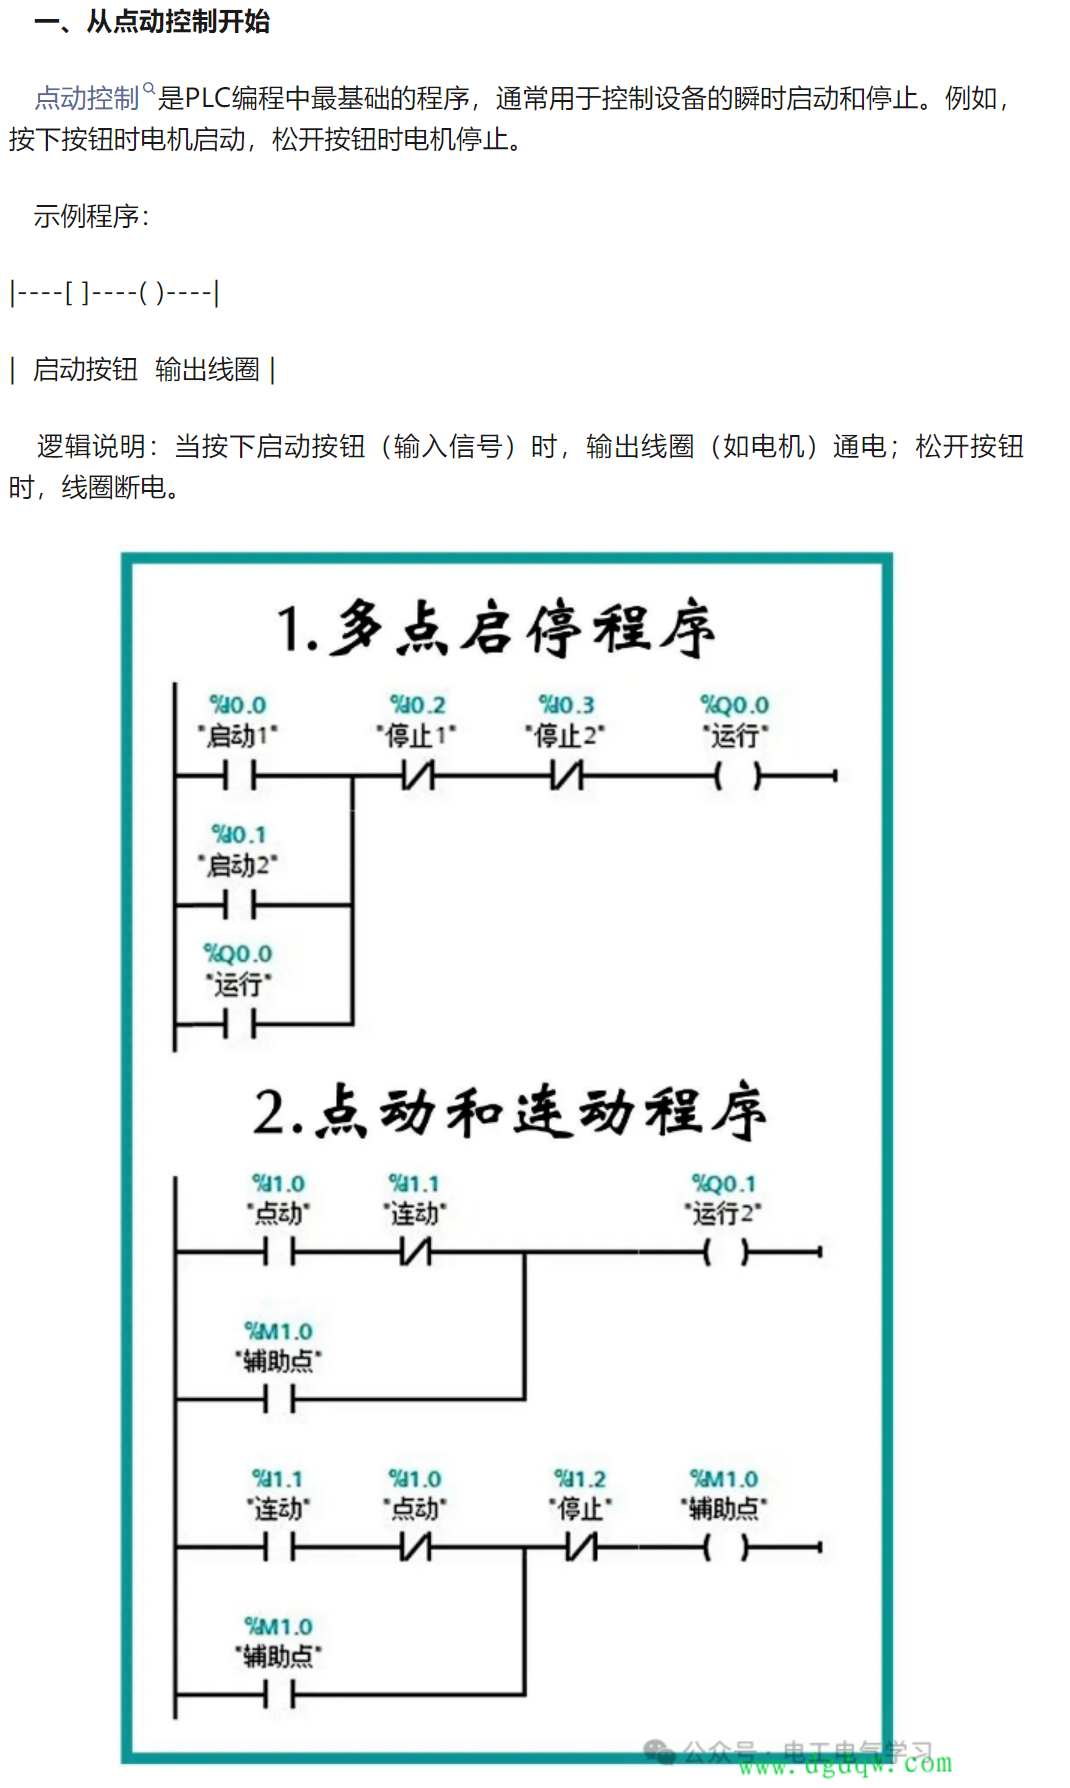 一、从点动控制开始
点动控制是PLC编程中最基础的程序，通常用于控制设备的瞬时启动和停止。例如，
按下按钮时电机启动，松开按钮时电机停止。
示例程序：
|----[ ]----( )----|
| 启动按钮 输出线圈 |
逻辑说明：当按下启动按钮（输入信号）时，输出线圈（如电机）通电；松开按钮
时，线圈断电。
1.多点启停程序
%I0.0 %I0.2 %I0.3 %Q0.0
"启动1" "停止1" "停止2" "运行"
%I0.1
"启动2"
%Q0.0
"运行"
2.点动和连动程序
%I1.0 %I1.1 %Q0.1
"点动" "连动" "运行2"
%M1.0
"辅助点"
%I1.1 %I1.0 %I1.2 %M1.0
"连动" "点动" "停止" "辅助点"
%M1.0
"辅助点"
公众号·电工电气学习
www.dgdqw.com